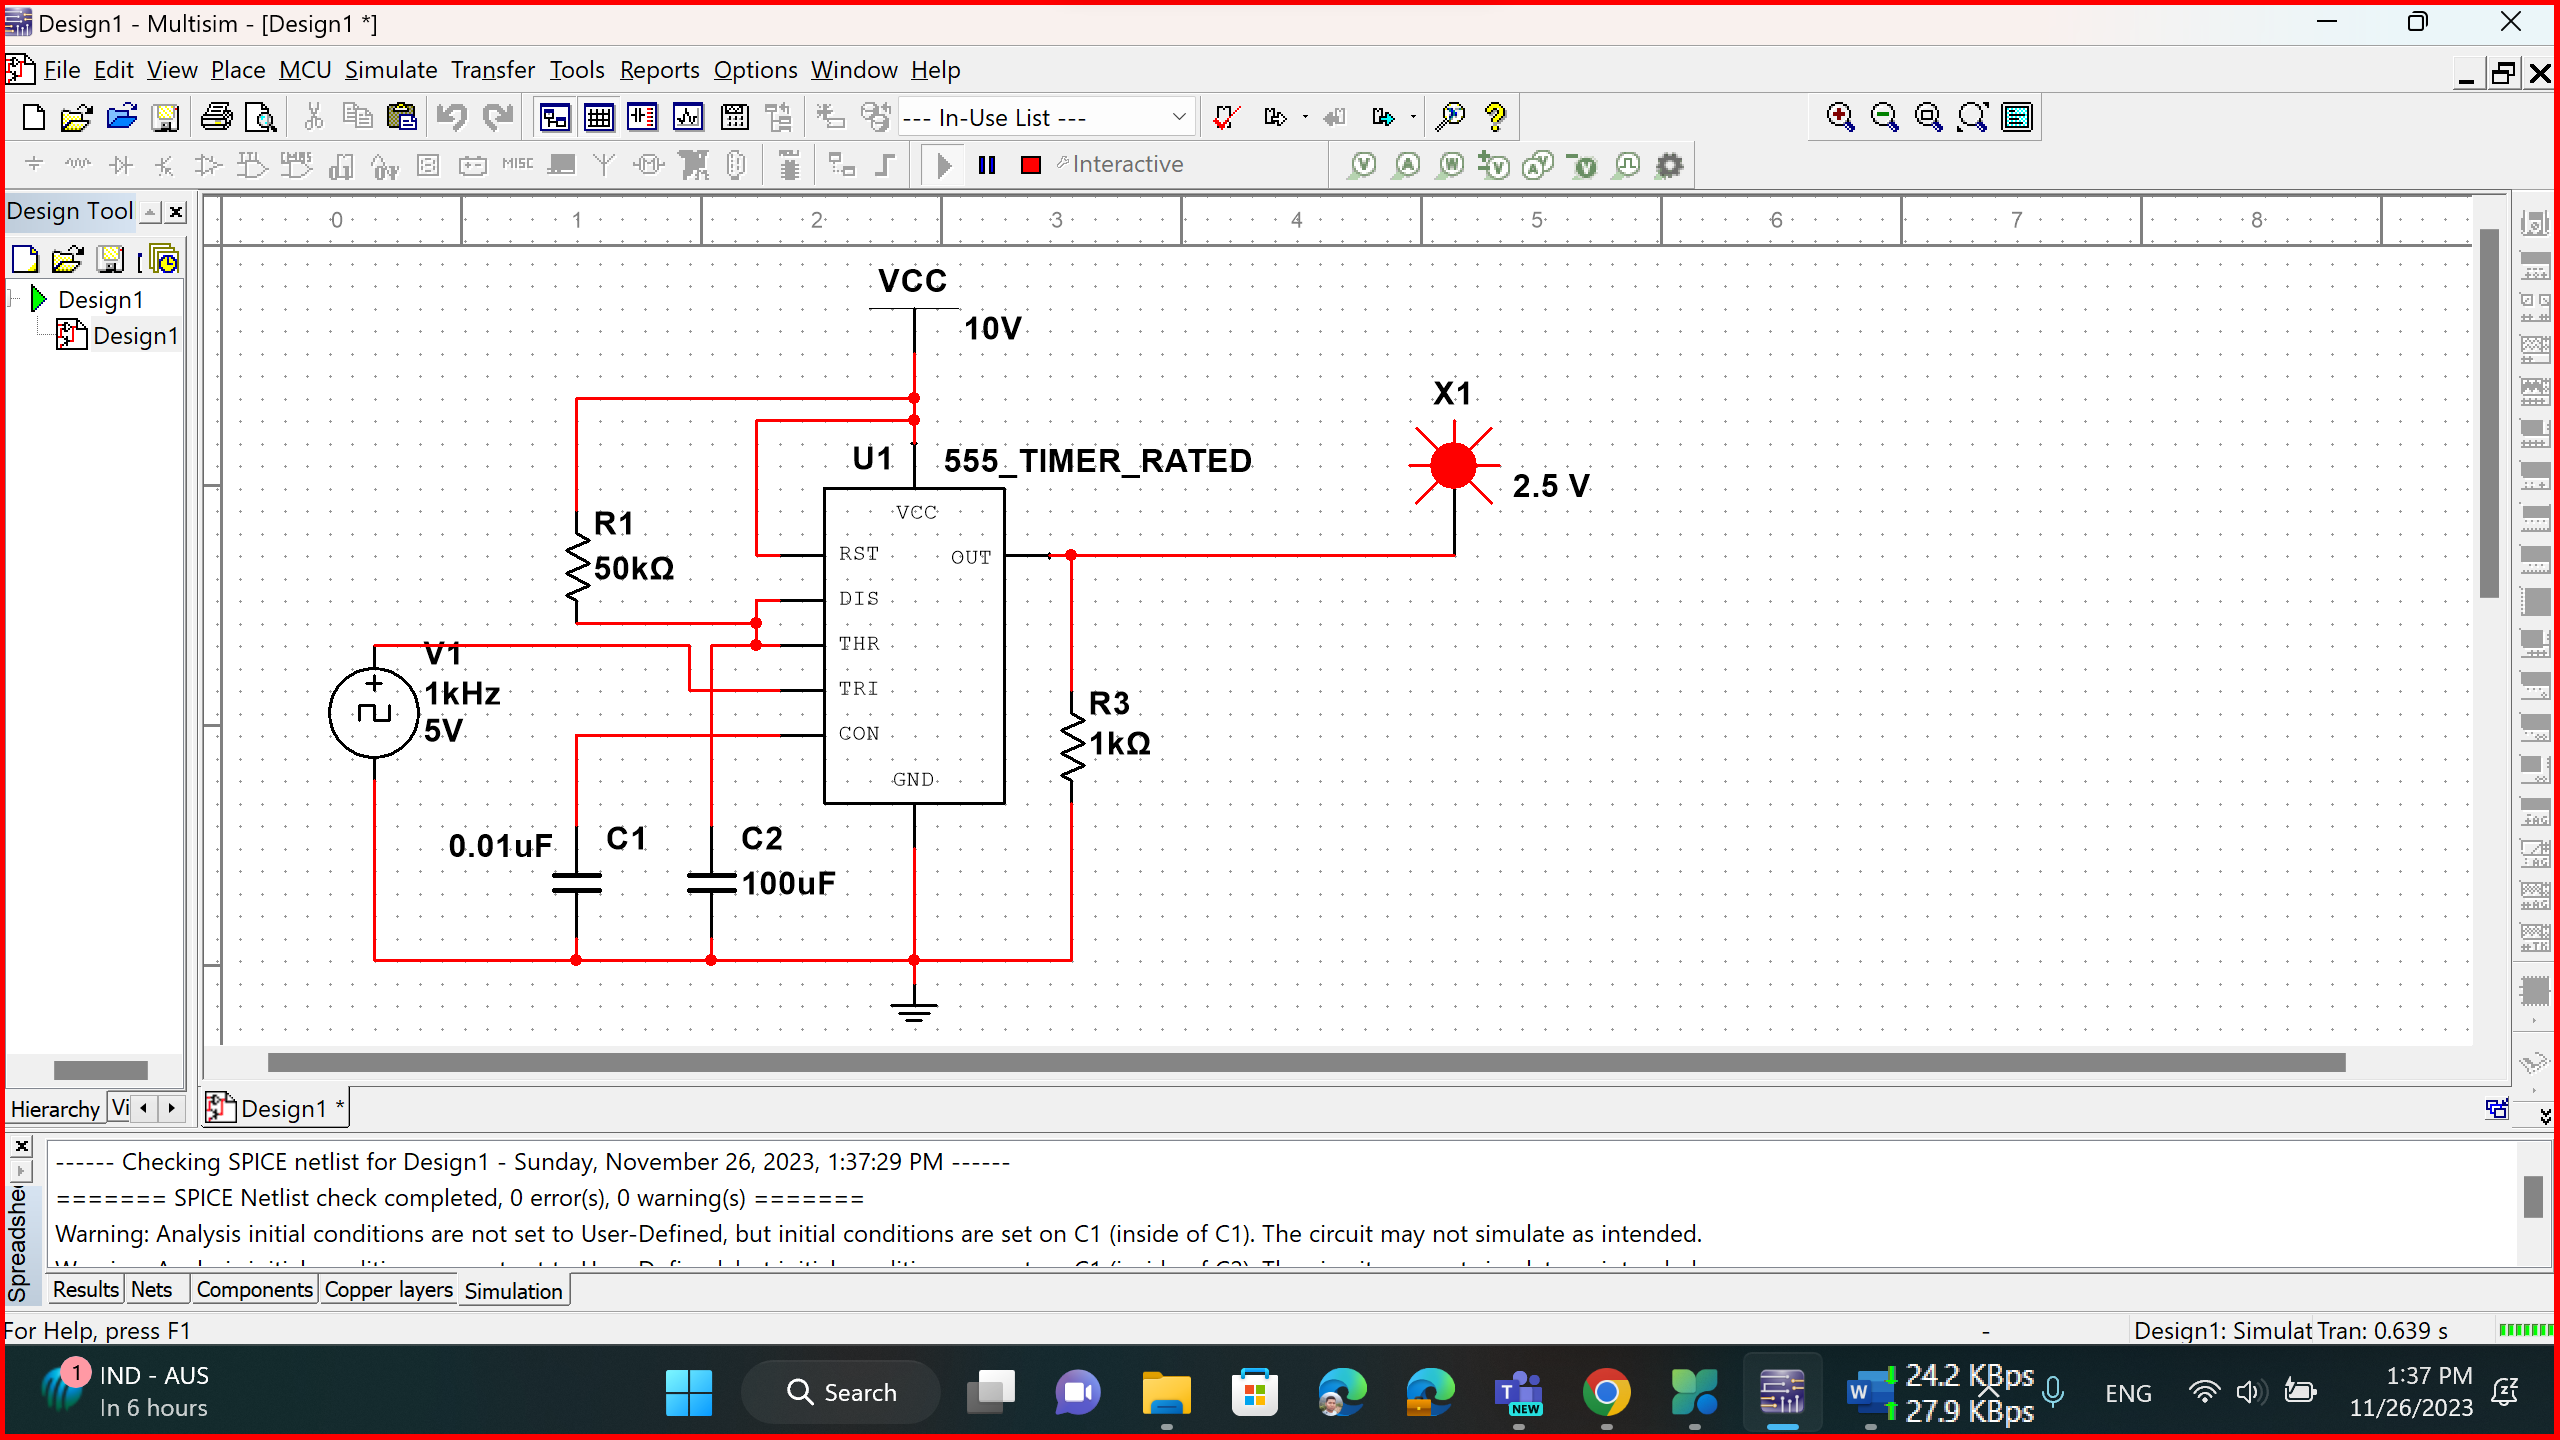 Design1 - Multisim - [Design1 *]
File Edit View Place MCU Simulate Transfer Tools Reports Options Window Help
--- In-Use List ---
MISC
Interactive
Design Tool
0 1 2 3 4 5 6 7 8
Design1
Design1
VCC
10V
X1
2.5 V
U1
555_TIMER_RATED
VCC
R1
50kΩ
RST
OUT
DIS
THR
TRI
CON
GND
V1
1kHz
5V
R3
1kΩ
0.01uF
C1
C2
100uF
Hierarchy Vi
Design1 *
------ Checking SPICE netlist for Design1 - Sunday, November 26, 2023, 1:37:29 PM ------
======= SPICE Netlist check completed, 0 error(s), 0 warning(s) =======
Warning: Analysis initial conditions are not set to User-Defined, but initial conditions are set on C1 (inside of C1). The circuit may not simulate as intended.
Spreadshe
Results Nets Components Copper layers Simulation
For Help, press F1
-
Design1: Simulat Tran: 0.639 s
1
IND - AUS
In 6 hours
Search
NEW
24.2 KBps
27.9 KBps
ENG
1:37 PM
11/26/2023